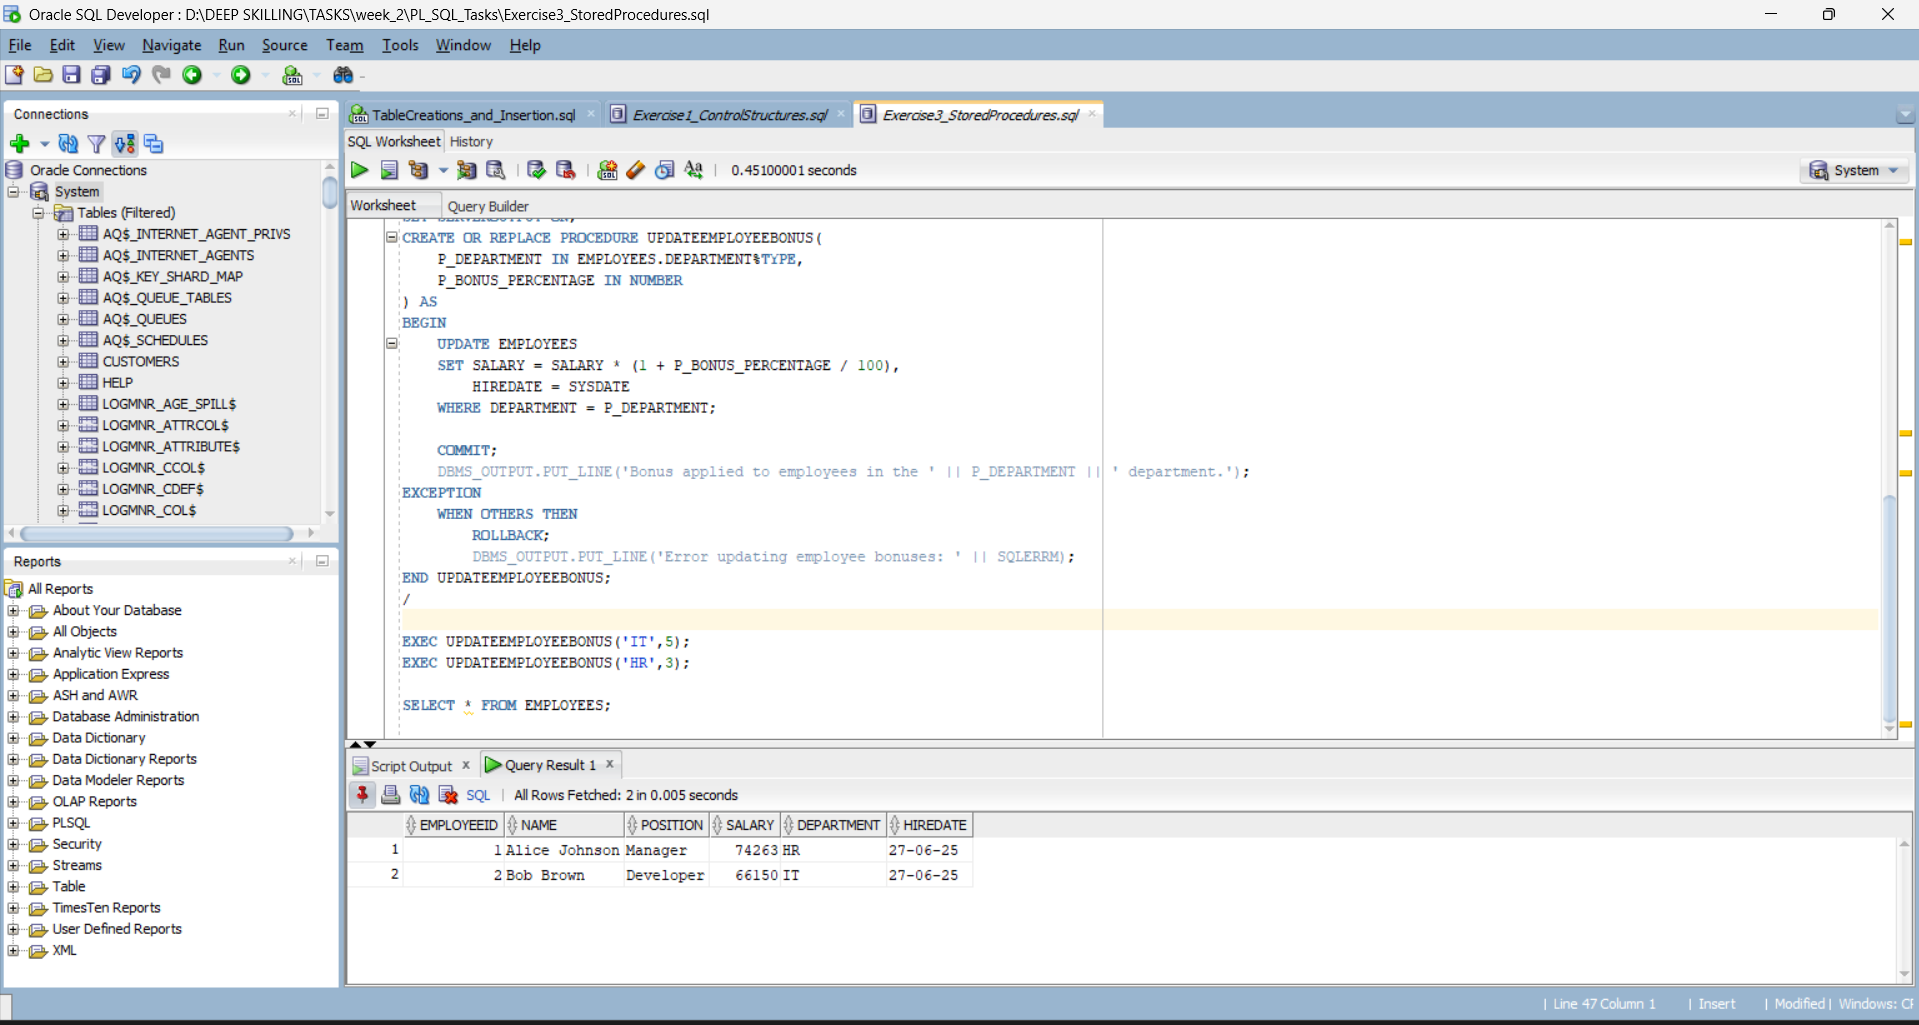 Oracle SQL Developer : D:\DEEP SKILLING\TASKS\week_2\PL_SQL_Tasks\Exercise3_StoredProcedures.sql
File Edit View Navigate Run Source Team Tools Window Help
Connections
Oracle Connections
System
Tables (Filtered)
AQ$_INTERNET_AGENT_PRIVS
AQ$_INTERNET_AGENTS
AQ$_KEY_SHARD_MAP
AQ$_QUEUE_TABLES
AQ$_QUEUES
AQ$_SCHEDULES
CUSTOMERS
HELP
LOGMNR_AGE_SPILL$
LOGMNR_ATTRCOL$
LOGMNR_ATTRIBUTE$
LOGMNR_CCOL$
LOGMNR_CDEF$
LOGMNR_COL$
Reports
All Reports
About Your Database
All Objects
Analytic View Reports
Application Express
ASH and AWR
Database Administration
Data Dictionary
Data Dictionary Reports
Data Modeler Reports
OLAP Reports
PLSQL
Security
Streams
Table
TimesTen Reports
User Defined Reports
XML
TableCreations_and_Insertion.sql Exercise1_ControlStructures.sql Exercise3_StoredProcedures.sql
SQL Worksheet History
0.45100001 seconds
System
Worksheet Query Builder
CREATE OR REPLACE PROCEDURE UPDATEEMPLOYEEBONUS(
P_DEPARTMENT IN EMPLOYEES.DEPARTMENT%TYPE,
P_BONUS_PERCENTAGE IN NUMBER
) AS
BEGIN
UPDATE EMPLOYEES
SET SALARY = SALARY * (1 + P_BONUS_PERCENTAGE / 100),
HIREDATE = SYSDATE
WHERE DEPARTMENT = P_DEPARTMENT;
COMMIT;
DBMS_OUTPUT.PUT_LINE('Bonus applied to employees in the ' || P_DEPARTMENT || ' department.');
EXCEPTION
WHEN OTHERS THEN
ROLLBACK;
DBMS_OUTPUT.PUT_LINE('Error updating employee bonuses: ' || SQLERRM);
END UPDATEEMPLOYEEBONUS;
/
EXEC UPDATEEMPLOYEEBONUS('IT',5);
EXEC UPDATEEMPLOYEEBONUS('HR',3);
SELECT * FROM EMPLOYEES;
Script Output Query Result 1
SQL All Rows Fetched: 2 in 0.005 seconds
EMPLOYEEID NAME POSITION SALARY DEPARTMENT HIREDATE
1 1 Alice Johnson Manager 74263 HR 27-06-25
2 2 Bob Brown Developer 66150 IT 27-06-25
Line 47 Column 1 Insert Modified Windows: CF